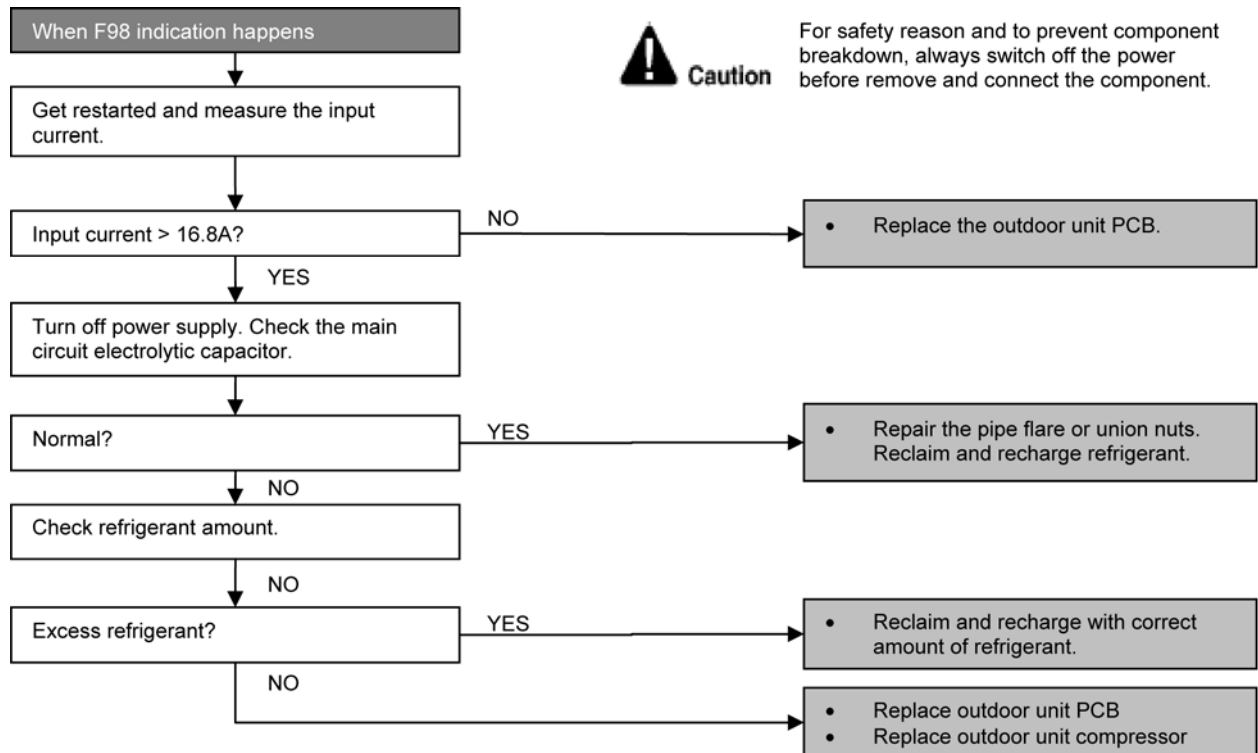 When F98 indication happens
Caution
For safety reason and to prevent component
breakdown, always switch off the power
before remove and connect the component.
Get restarted and measure the input
current.
Input current > 16.8A?
NO
• Replace the outdoor unit PCB.
YES
Turn off power supply. Check the main
circuit electrolytic capacitor.
Normal?
YES
• Repair the pipe flare or union nuts.
Reclaim and recharge refrigerant.
NO
Check refrigerant amount.
NO
Excess refrigerant?
YES
• Reclaim and recharge with correct
amount of refrigerant.
NO
• Replace outdoor unit PCB
• Replace outdoor unit compressor